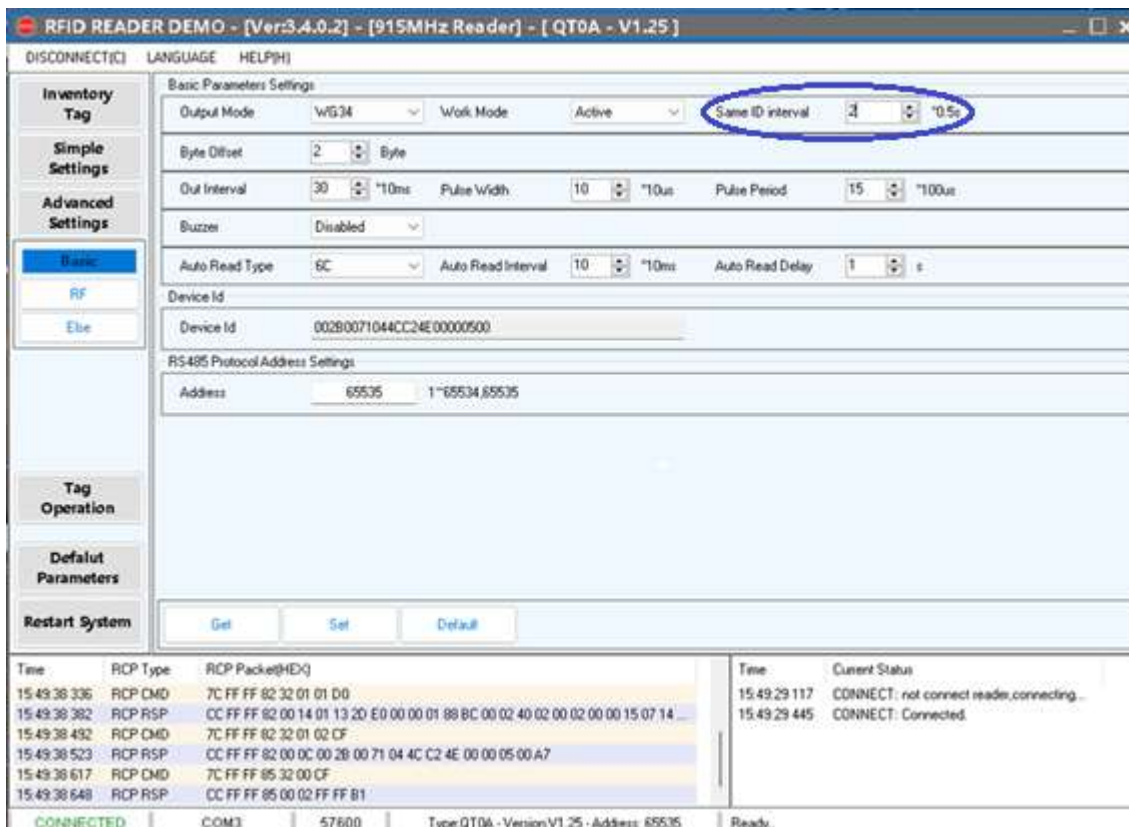 RFID READER DEMO - [Ver:3.4.0.2] - [915MHz Reader] - [ QT0A - V1.25 ]
DISCONNECT(C) LANGUAGE HELP(H)
Inventory Tag
Simple Settings
Advanced Settings
Basic
RF
Else
Tag Operation
Defalut Parameters
Restart System
Basic Parameters Settings
Output Mode WG34 Work Mode Active Same ID interval 2 *0.5s
Byte Offset 2 Byte
Out Interval 30 *10ms Pulse Width 10 *10us Pulse Period 15 *100us
Buzzer Disabled
Auto Read Type 6C Auto Read Interval 10 *10ms Auto Read Delay 1 s
Device Id
Device Id 002B0071044CC24E00000500
RS485 Protocol Address Settings
Address 65535 1~65534,65535
Get Set Default
Time RCP Type RCP Packet(HEX)
15:49:38 336 RCP CMD 7C FF FF 82 32 01 01 D0
15:49:38 382 RCP RSP CC FF FF 82 00 14 01 13 2D E0 00 00 01 88 BC 00 02 40 02 00 02 00 00 15 07 14 ...
15:49:38 492 RCP CMD 7C FF FF 82 32 01 02 CF
15:49:38 523 RCP RSP CC FF FF 82 00 0C 00 2B 00 71 04 4C C2 4E 00 00 05 00 A7
15:49:38 617 RCP CMD 7C FF FF 85 32 00 CF
15:49:38 648 RCP RSP CC FF FF 85 00 02 FF FF B1
Time Current Status
15:49:29 117 CONNECT: not connect reader,connecting...
15:49:29 445 CONNECT: Connected.
CONNECTED COM3 57600 Type:QT0A - Version:V1.25 - Address: 65535 Ready..